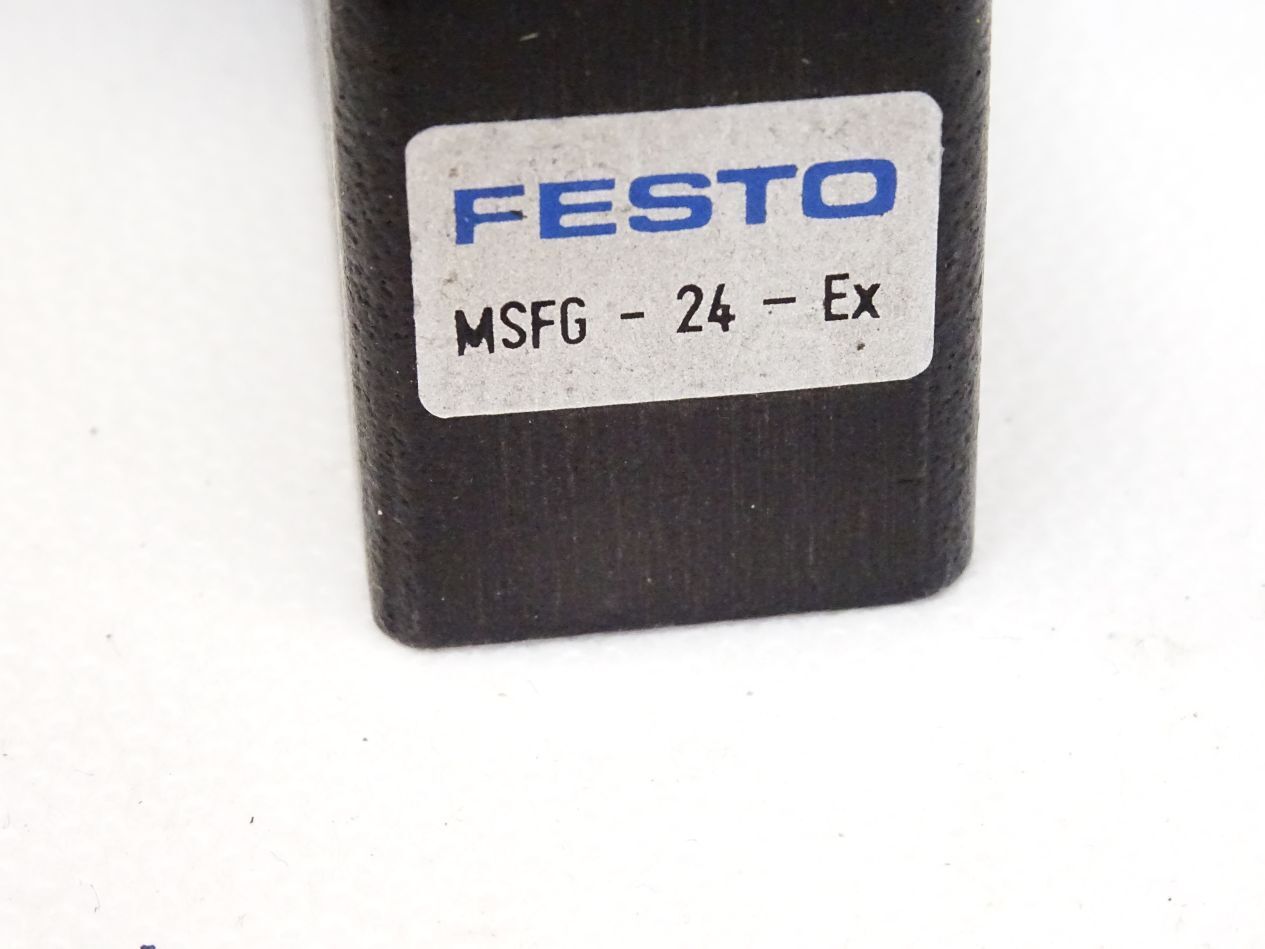 FESTO
MSFG - 24 - Ex